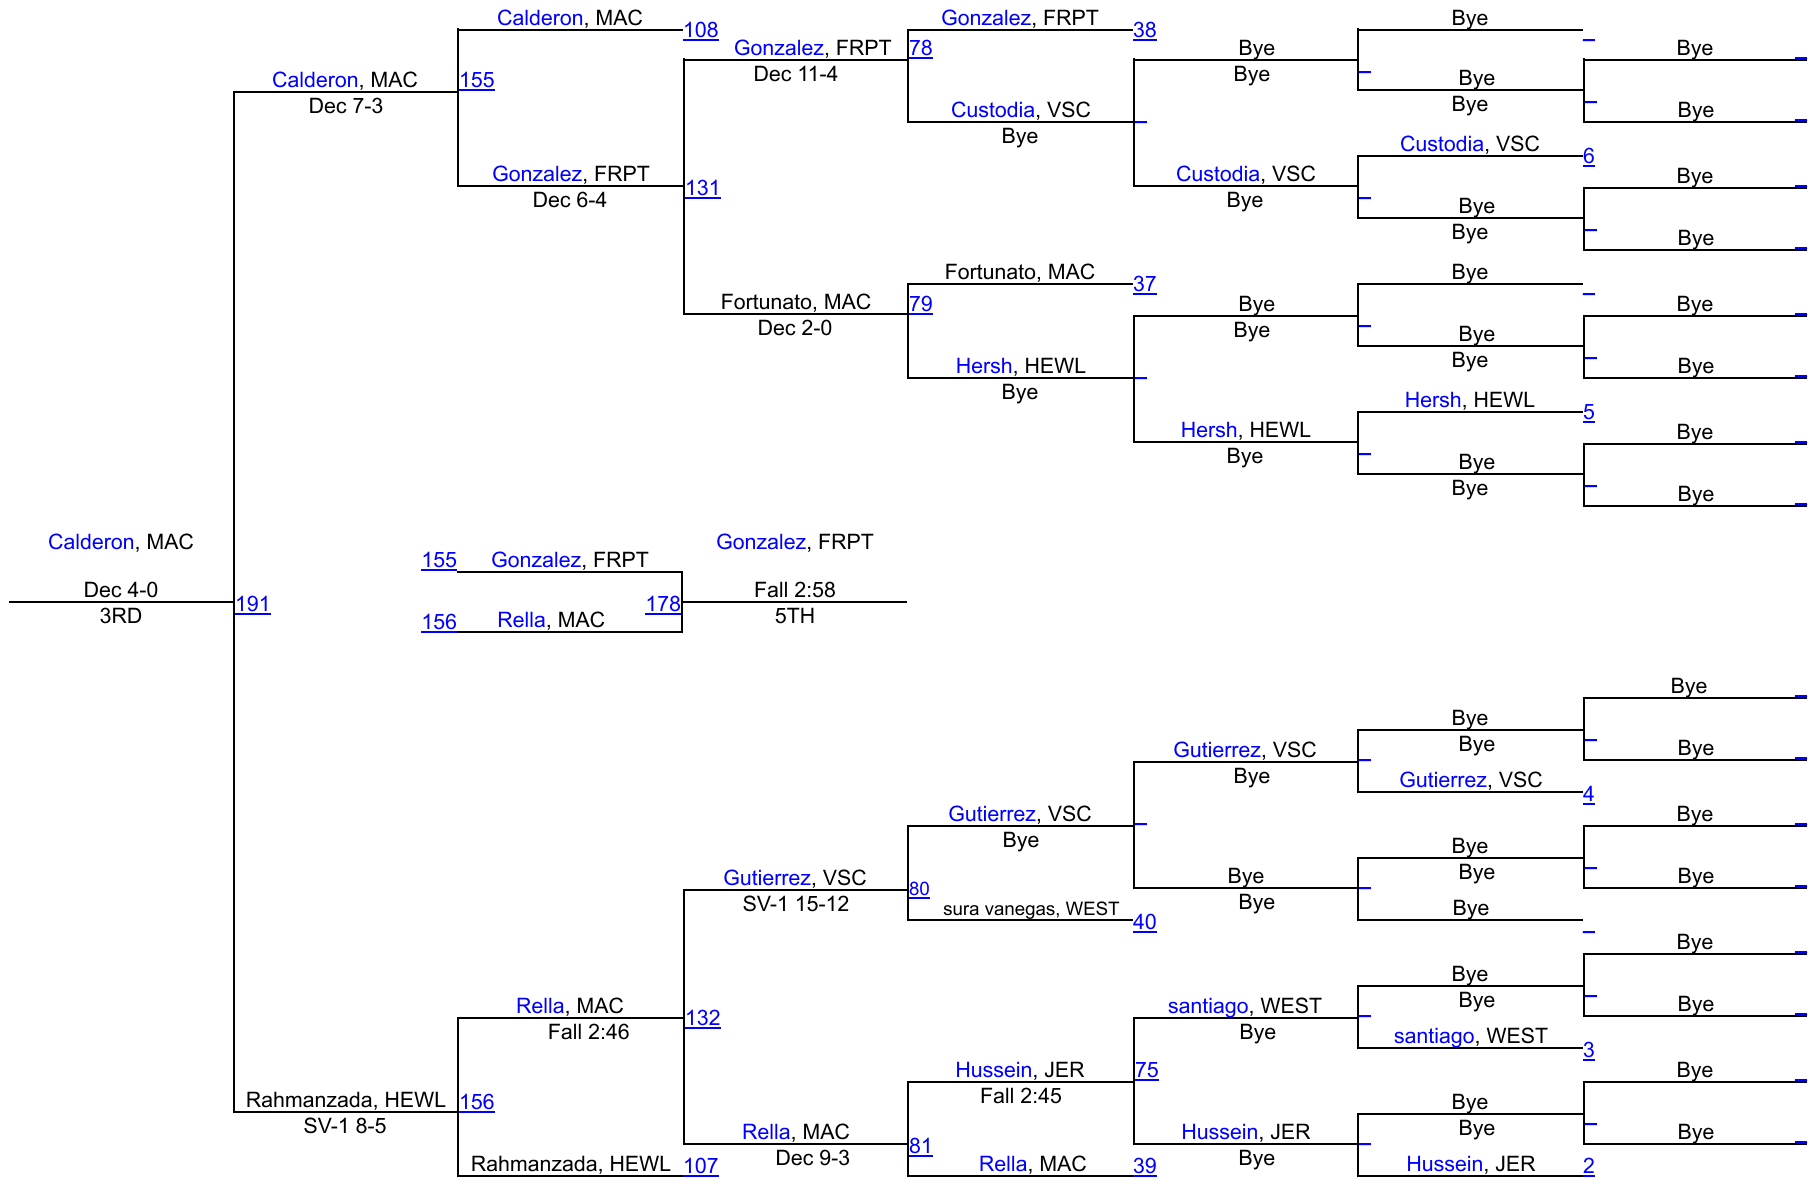 Calderon, MAC
108
Gonzalez, FRPT
38
Bye
Gonzalez, FRPT
78
Bye
Bye
Dec 11-4
Bye
Calderon, MAC
155
Bye
Dec 7-3
Bye
Custodia, VSC
Bye
Bye
Custodia, VSC
6
Gonzalez, FRPT
131
Custodia, VSC
Bye
Dec 6-4
Bye
Bye
Bye
Bye
Fortunato, MAC
37
Bye
Fortunato, MAC
79
Bye
Bye
Dec 2-0
Bye
Bye
Bye
Hersh, HEWL
Bye
Bye
Hersh, HEWL
5
Hersh, HEWL
Bye
Bye
Bye
Bye
Bye
Calderon, MAC
Gonzalez, FRPT
155
Gonzalez, FRPT
Dec 4-0
Fall 2:58
191
178
3RD
5TH
156
Rella, MAC
Bye
Bye
Gutierrez, VSC
Bye
Bye
Bye
Gutierrez, VSC
4
Gutierrez, VSC
Bye
Bye
Bye
Gutierrez, VSC
80
Bye
Bye
Bye
SV-1 15-12
Bye
sura vanegas, WEST
40
Bye
Bye
Bye
Rella, MAC
132
santiago, WEST
Bye
Bye
Fall 2:46
Bye
santiago, WEST
3
Hussein, JER
75
Bye
Fall 2:45
Rahmanzada, HEWL
156
Bye
SV-1 8-5
Bye
Rella, MAC
81
Hussein, JER
Bye
Dec 9-3
Bye
Rahmanzada, HEWL
107
Rella, MAC
39
Hussein, JER
2